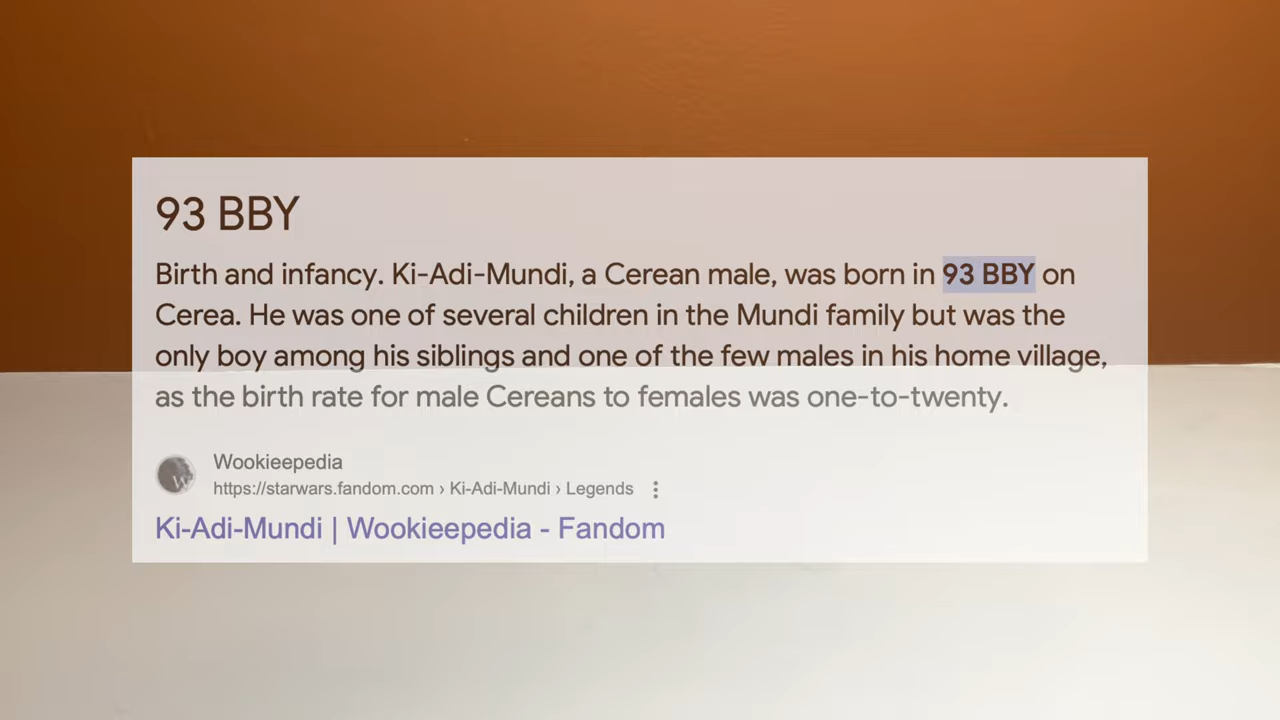 93 BBY
Birth and infancy. Ki-Adi-Mundi, a Cerean male, was born in 93 BBY on
Cerea. He was one of several children in the Mundi family but was the
only boy among his siblings and one of the few males in his home village,
as the birth rate for male Cereans to females was one-to-twenty.
Wookieepedia
https://starwars.fandom.com › Ki-Adi-Mundi › Legends
Ki-Adi-Mundi | Wookieepedia - Fandom